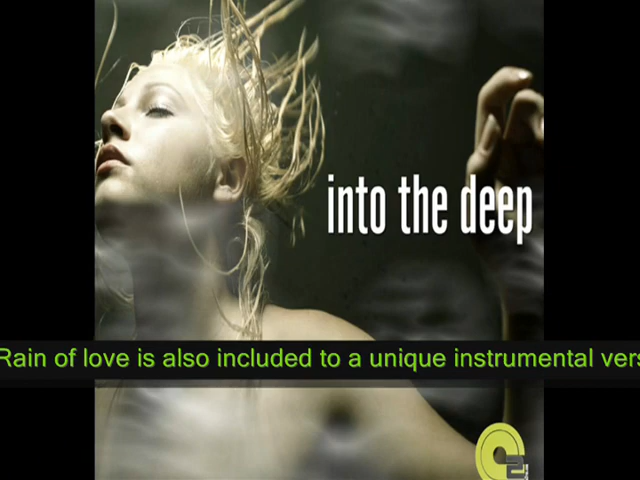 into the deep
Rain of love is also included to a unique instrumental vers